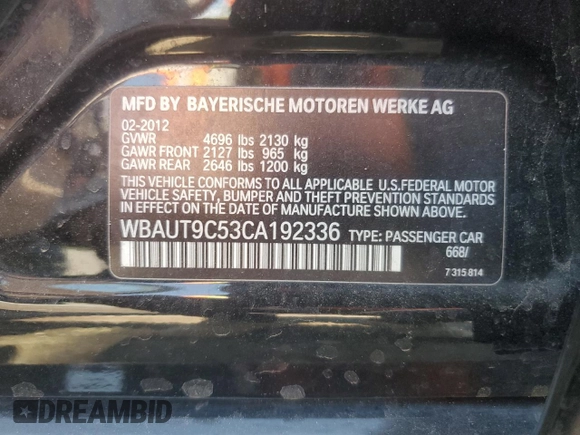 MFD BY BAYERISCHE MOTOREN WERKE AG
02-2012
GVWR 4696 lbs 2130 kg
GAWR FRONT 2127 lbs 965 kg
GAWR REAR 2646 lbs 1200 kg
THIS VEHICLE CONFORMS TO ALL APPLICABLE U.S.FEDERAL MOTOR
VEHICLE SAFETY, BUMPER AND THEFT PREVENTION STANDARDS
IN EFFECT ON THE DATE OF MANUFACTURE SHOWN ABOVE.
WBAUT9C53CA192336 TYPE: PASSENGER CAR
668/
7 315 814
DREAMBID